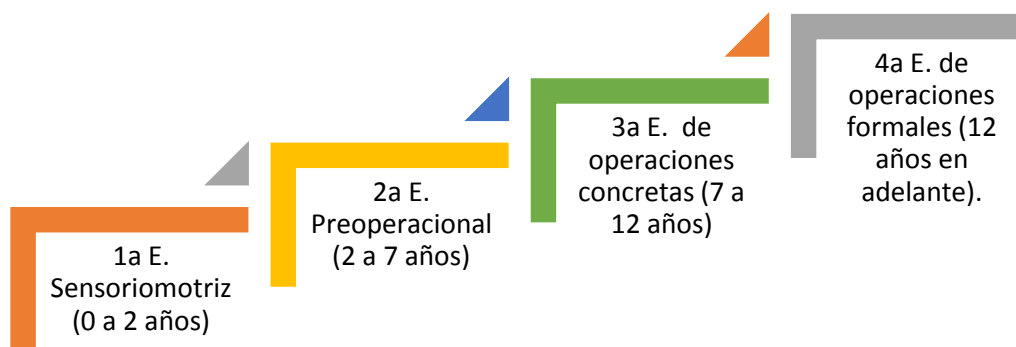 1a E.
Sensoriomotriz
(0 a 2 años)
2a E.
Preoperacional
(2 a 7 años)
3a E. de
operaciones
concretas (7 a
12 años)
4a E. de
operaciones
formales (12
años en
adelante).